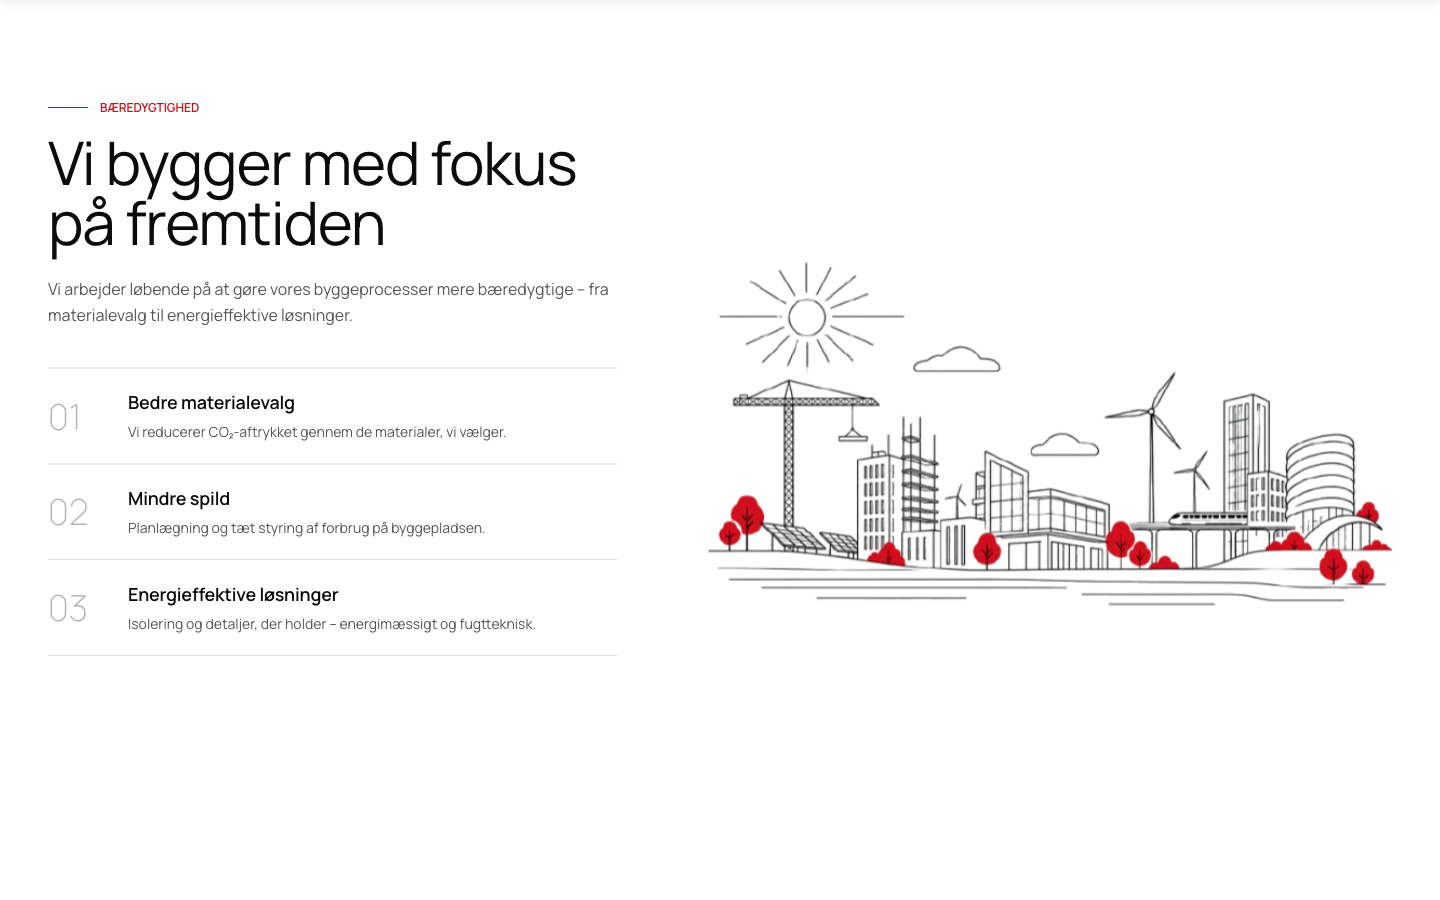 BÆREDYGTIGHED
Vi bygger med fokus
på fremtiden
Vi arbejder løbende på at gøre vores byggeprocesser mere bæredygtige – fra
materialevalg til energieffektive løsninger.
01
Bedre materialevalg
Vi reducerer CO₂-aftrykket gennem de materialer, vi vælger.
02
Mindre spild
Planlægning og tæt styring af forbrug på byggepladsen.
03
Energieffektive løsninger
Isolering og detaljer, der holder – energimæssigt og fugtteknisk.